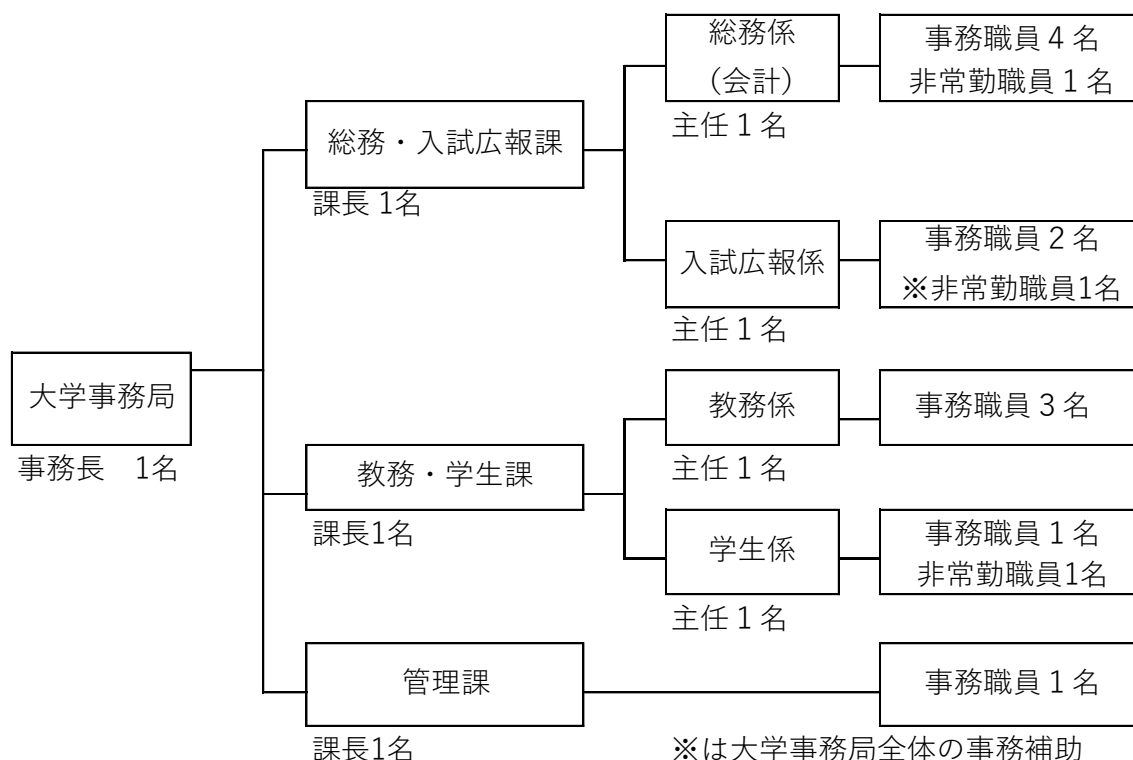 総務係
（会計）
主任１名
事務職員４名
非常勤職員１名
総務・入試広報課
課長 1名
入試広報係
主任１名
事務職員２名
※非常勤職員1名
大学事務局
事務長　1名
教務係
主任１名
事務職員３名
教務・学生課
課長1名
学生係
主任１名
事務職員１名
非常勤職員1名
管理課
課長1名
事務職員１名
※は大学事務局全体の事務補助